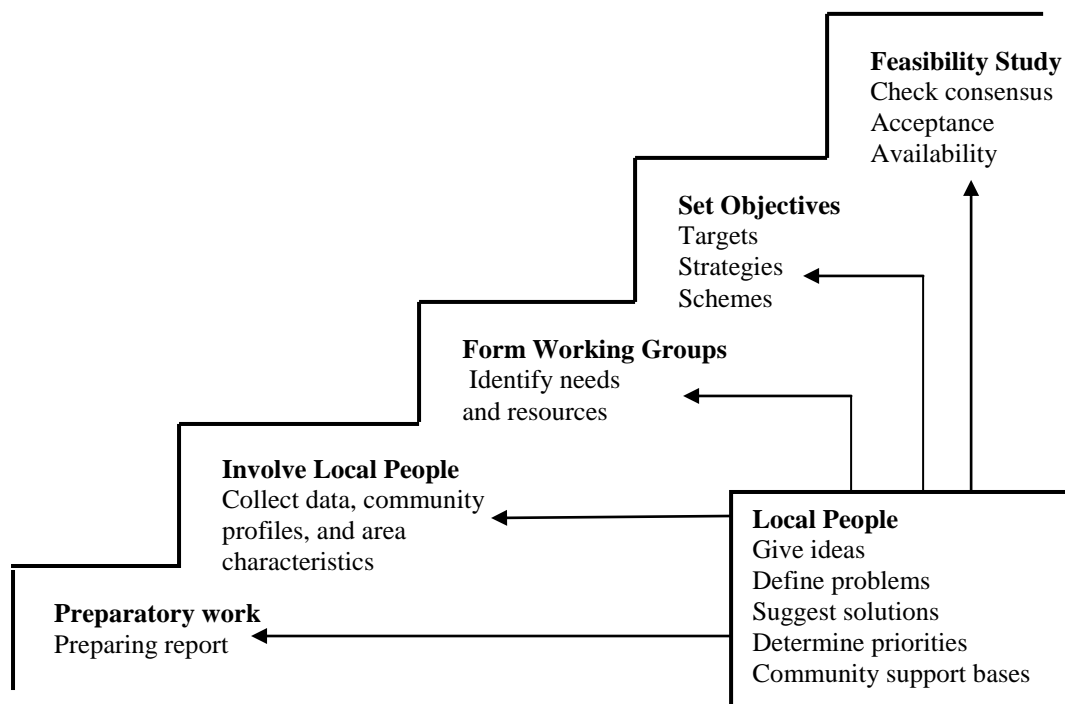 Feasibility Study
Check consensus
Acceptance
Availability
Set Objectives
Targets
Strategies
Schemes
Form Working Groups
Identify needs
and resources
Involve Local People
Collect data, community
profiles, and area
characteristics
Preparatory work
Preparing report
Local People
Give ideas
Define problems
Suggest solutions
Determine priorities
Community support bases